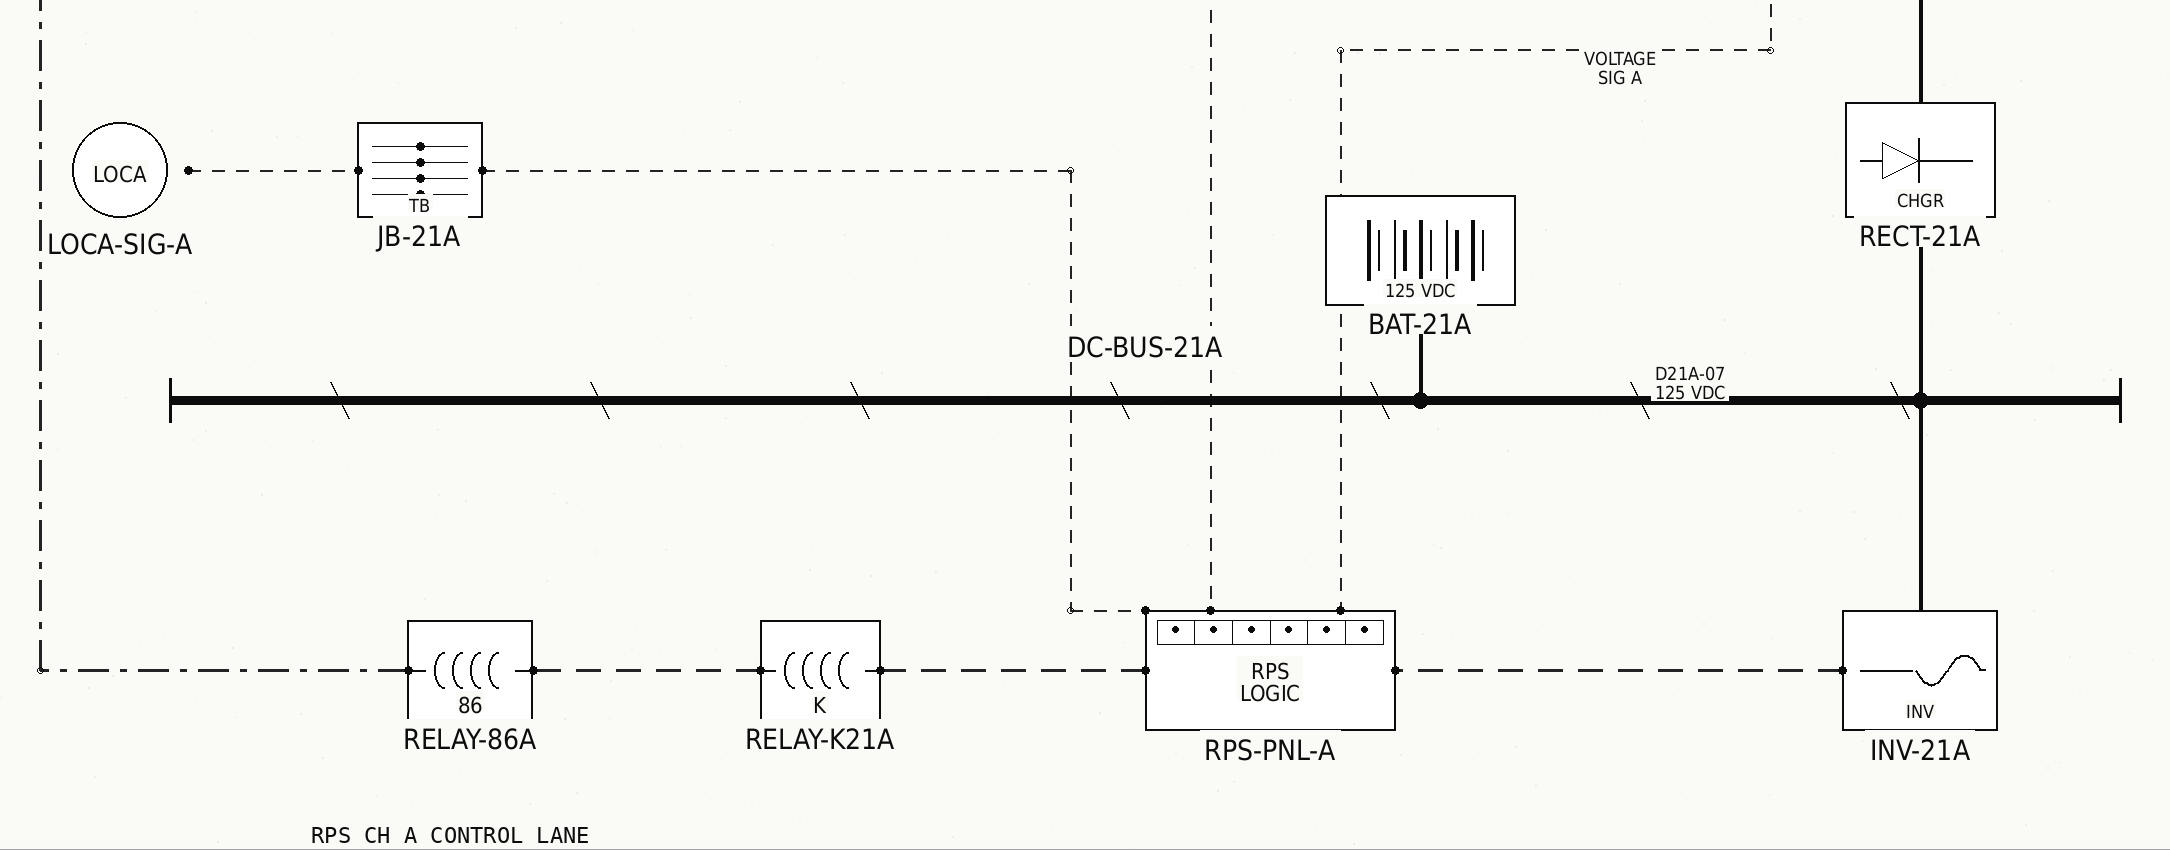 VOLTAGE
SIG A
LOCA
LOCA-SIG-A
TB
JB-21A
CHGR
RECT-21A
125 VDC
BAT-21A
DC-BUS-21A
D21A-07
125 VDC
86
RELAY-86A
K
RELAY-K21A
RPS
LOGIC
RPS-PNL-A
INV
INV-21A
RPS CH A CONTROL LANE